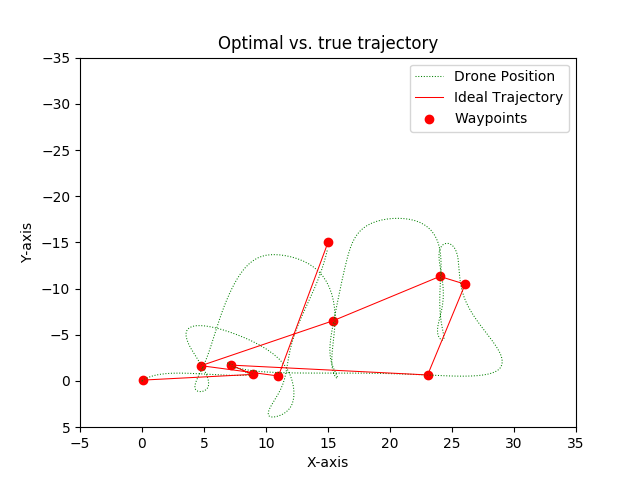 Optimal vs. true trajectory
Drone Position
Ideal Trajectory
Waypoints
Y-axis
−35
−30
−25
−20
−15
−10
−5
0
5
−5 0 5 10 15 20 25 30 35
X-axis